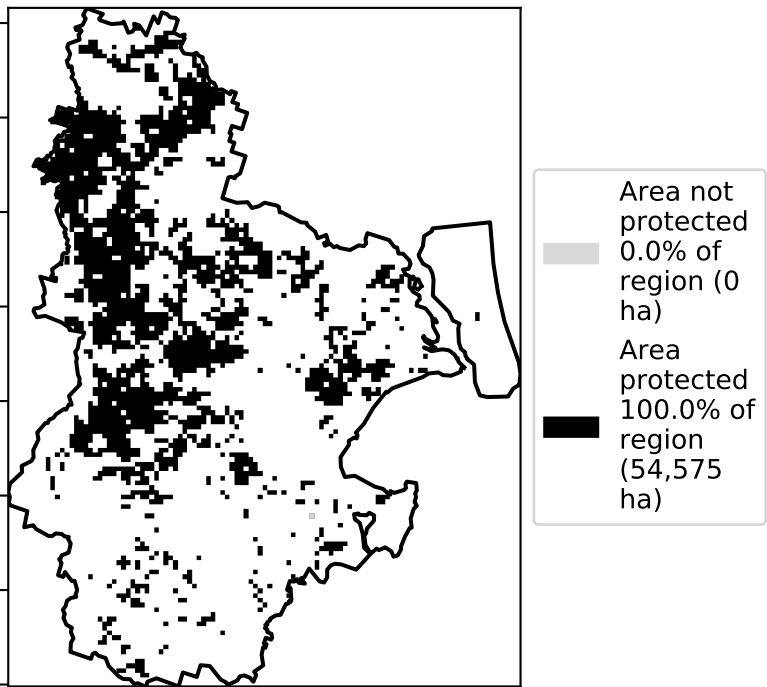 Area not
protected
0.0% of
region (0
ha)
Area
protected
100.0% of
region
(54,575
ha)